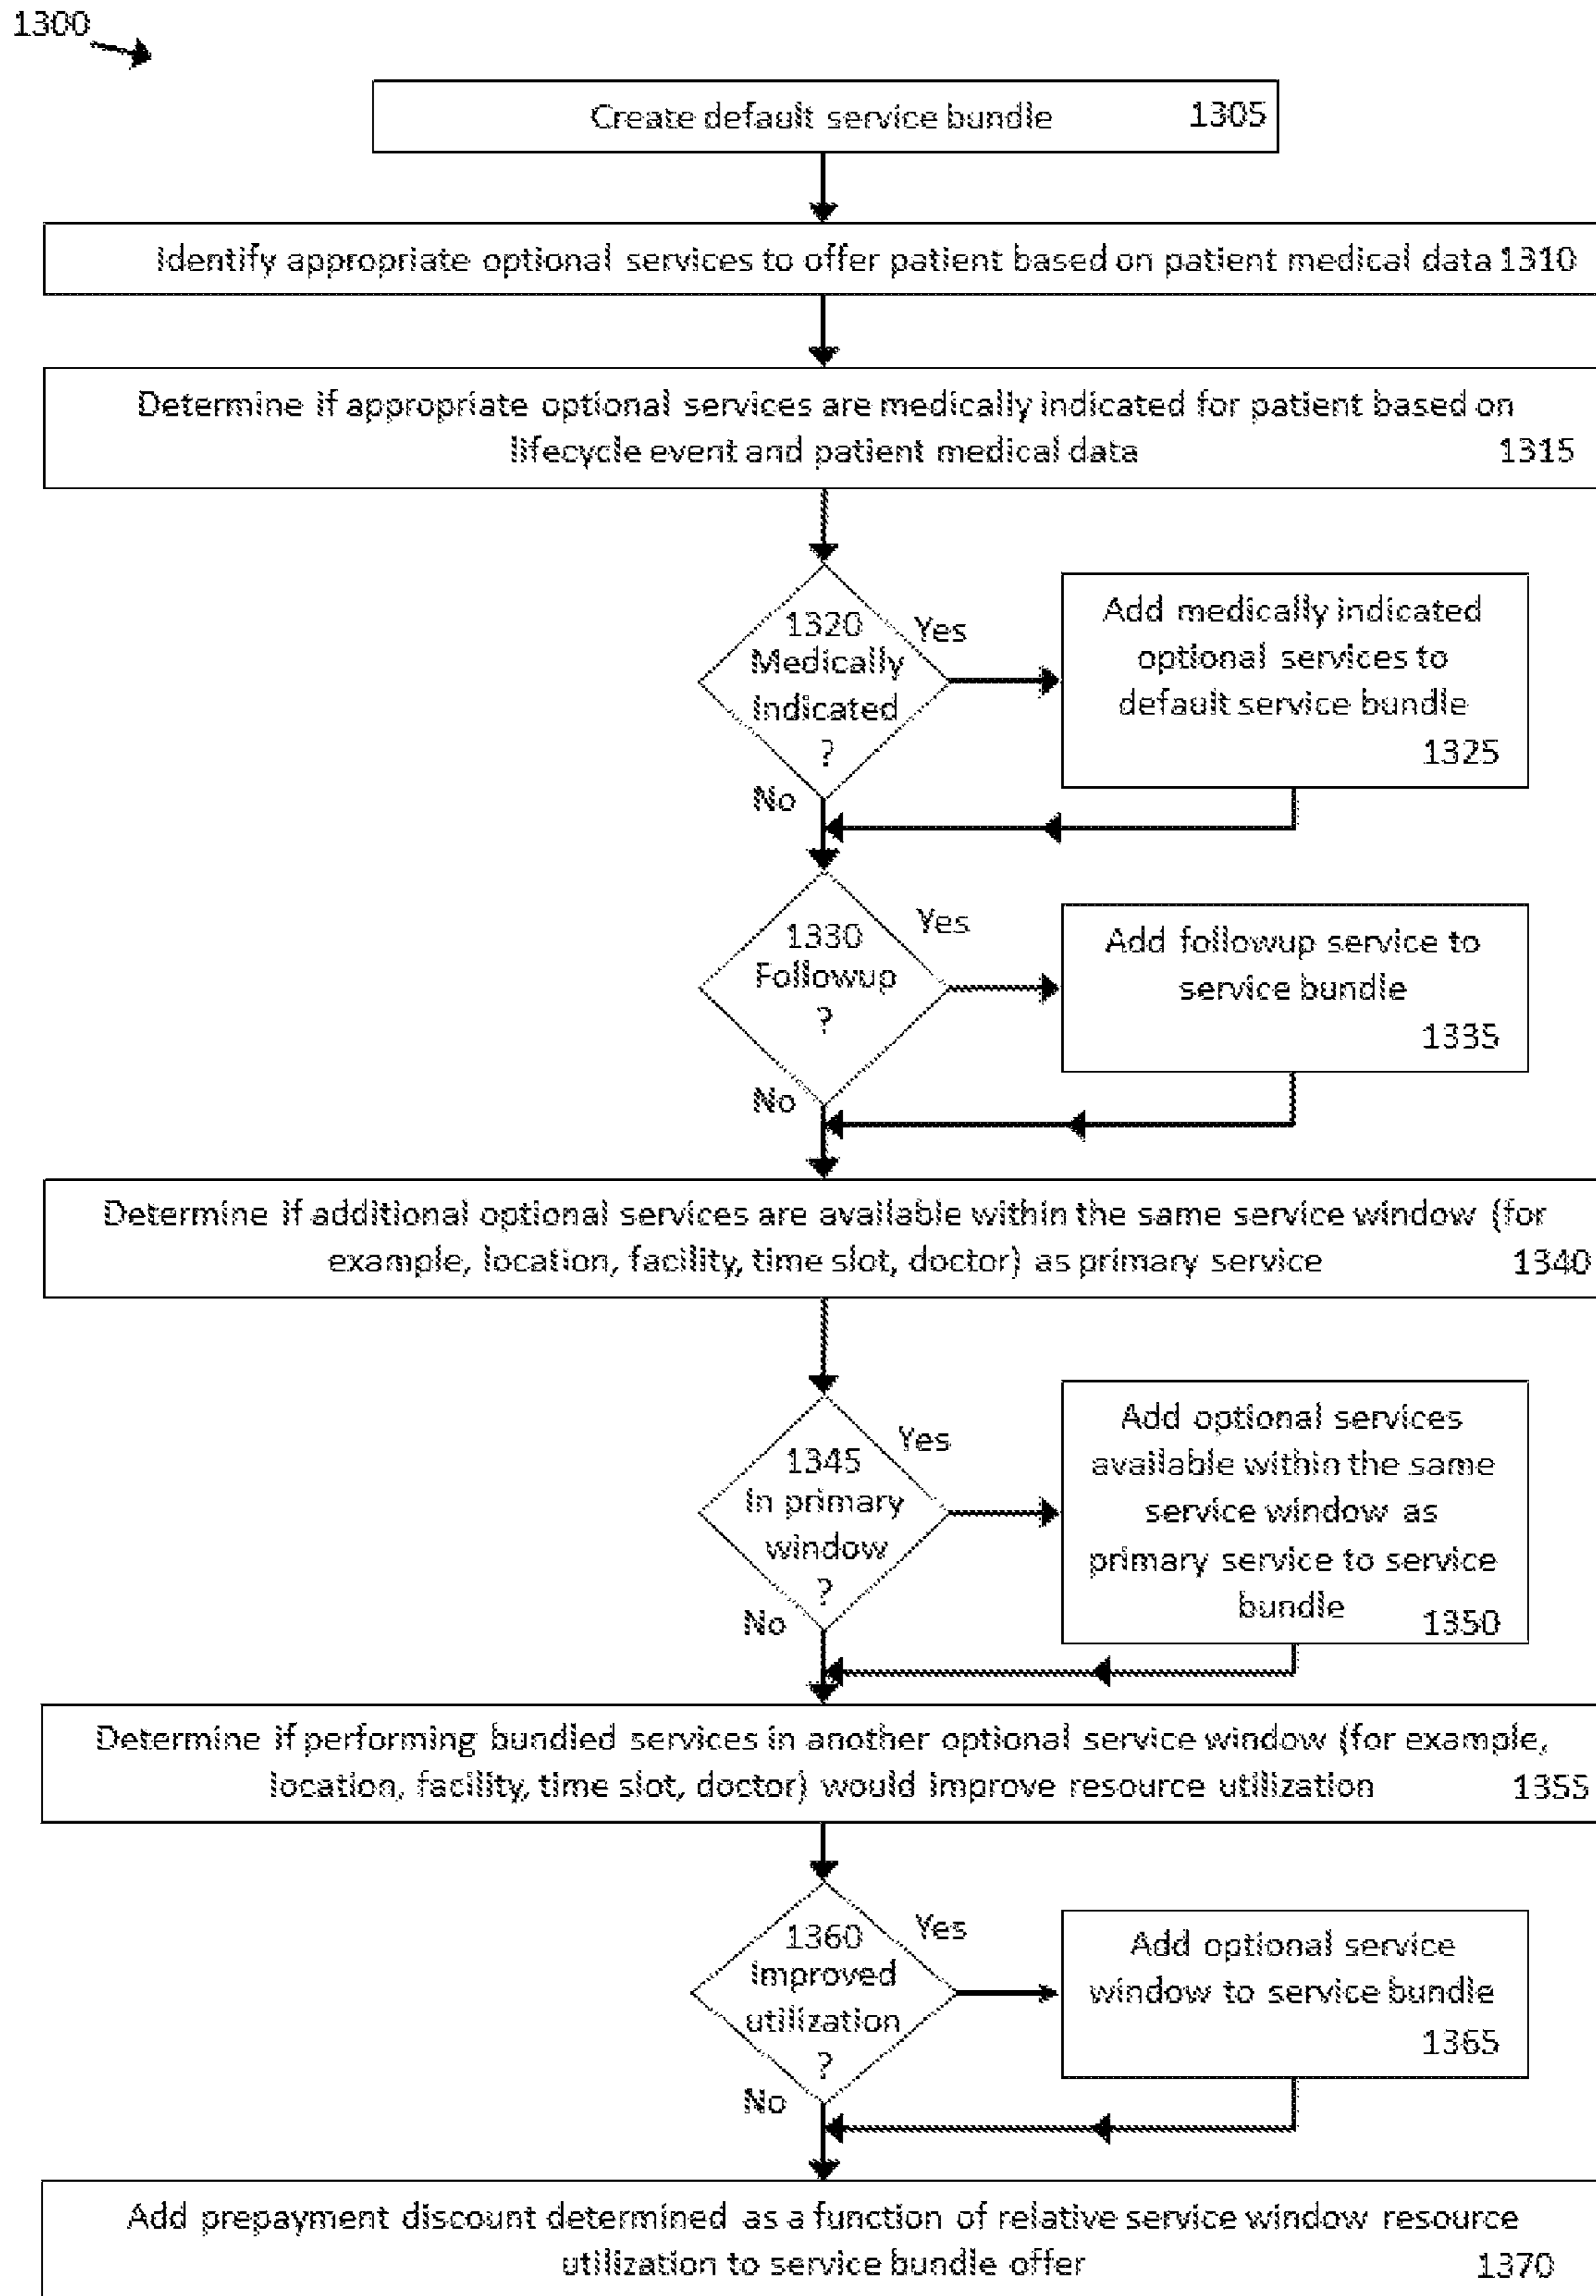 1300
Create default service bundle 1305
Identify appropriate optional services to offer patient based on patient medical data 1310
Determine if appropriate optional services are medically indicated for patient based on
lifecycle event and patient medical data 1315
1320
Medically
indicated
?
Yes
No
Add medically indicated
optional services to
default service bundle
1325
1330
Followup
?
Yes
No
Add followup service to
service bundle
1335
Determine if additional optional services are available within the same service window (for
example, location, facility, time slot, doctor) as primary service 1340
1345
In primary
window
?
Yes
No
Add optional services
available within the same
service window as
primary service to service
bundle 1350
Determine if performing bundled services in another optional service window (for example,
location, facility, time slot, doctor) would improve resource utilization 1355
1360
Improved
utilization
?
Yes
No
Add optional service
window to service bundle
1365
Add prepayment discount determined as a function of relative service window resource
utilization to service bundle offer 1370